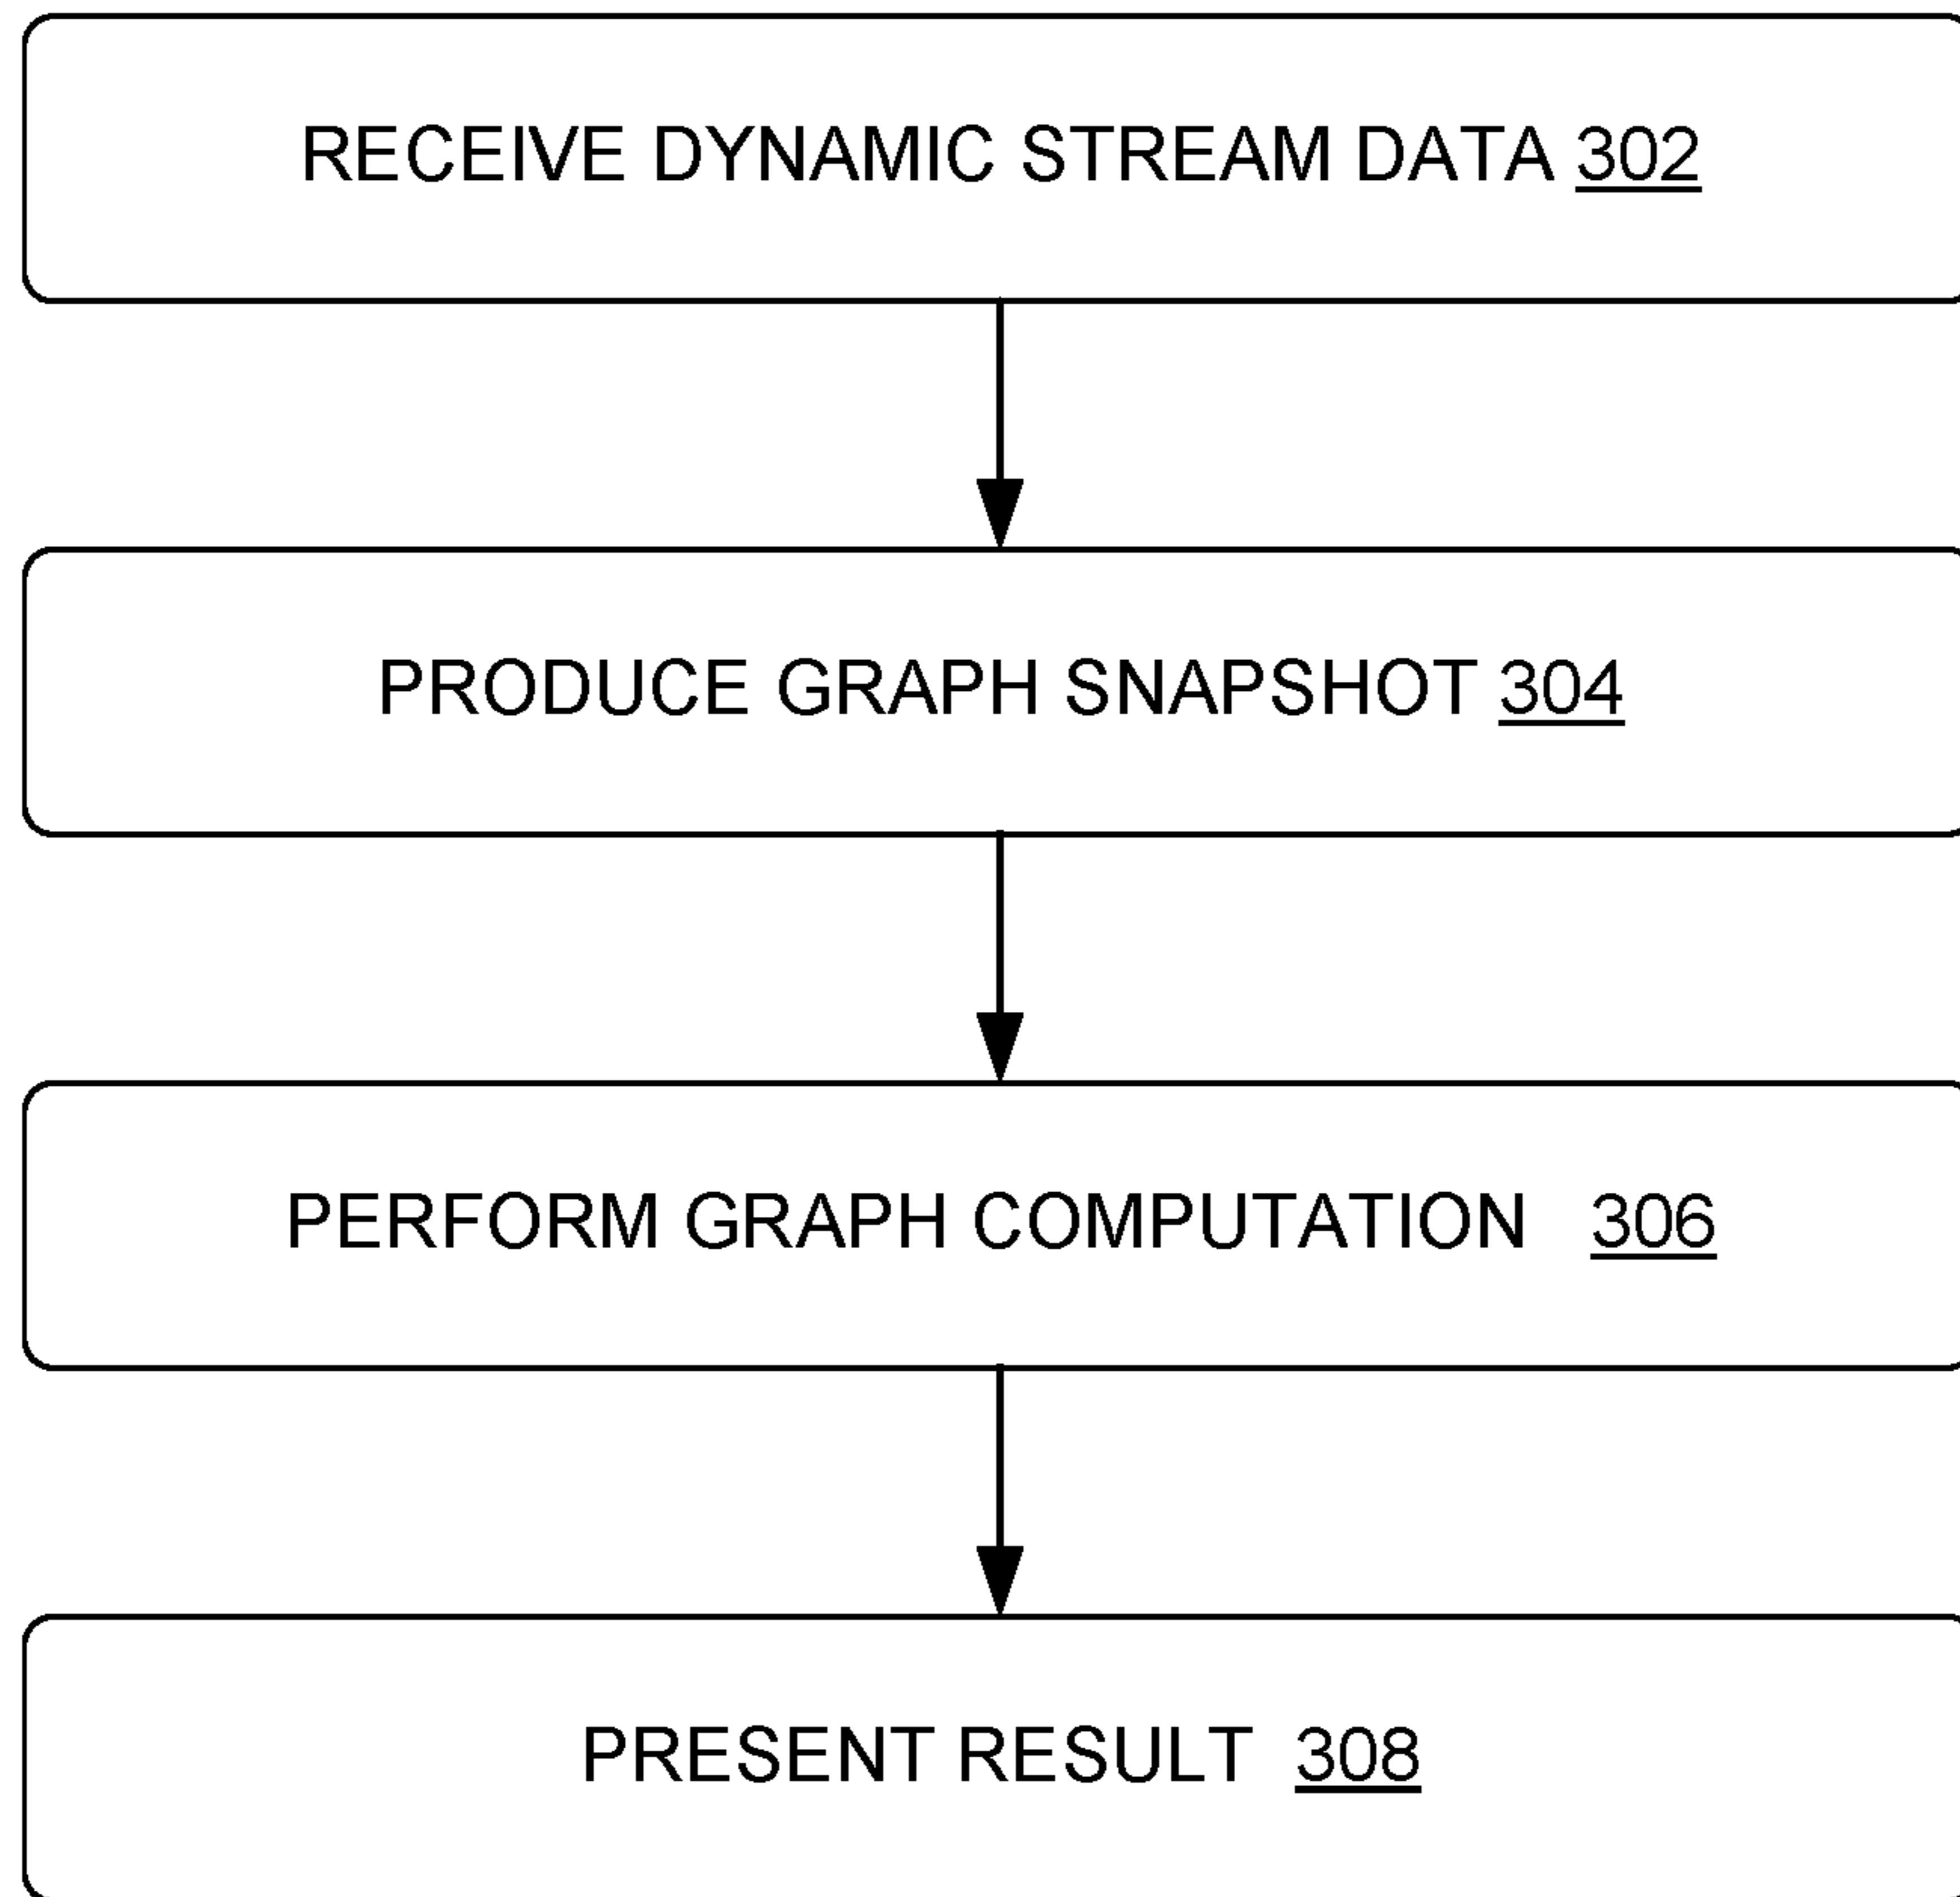 RECEIVE DYNAMIC STREAM DATA 302
PRODUCE GRAPH SNAPSHOT 304
PERFORM GRAPH COMPUTATION 306
PRESENT RESULT 308